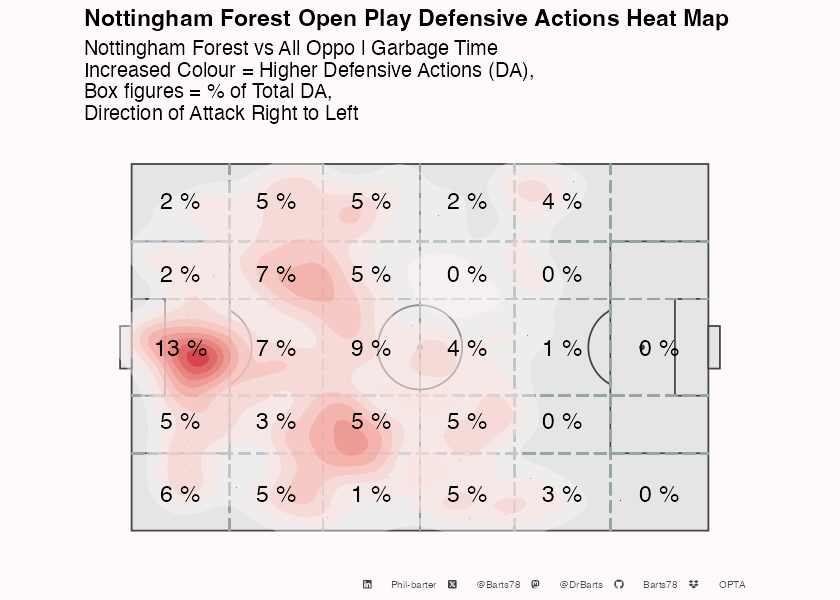 Nottingham Forest Open Play Defensive Actions Heat Map
Nottingham Forest vs All Oppo | Garbage Time
Increased Colour = Higher Defensive Actions (DA),
Box figures = % of Total DA,
Direction of Attack Right to Left
2 % 5 % 5 % 2 % 4 %
2 % 7 % 5 % 0 % 0 %
13 % 7 % 9 % 4 % 1 % 0 %
5 % 3 % 5 % 5 % 0 %
6 % 5 % 1 % 5 % 3 % 0 %
Phil-barter @Barts78 @DrBarts Barts78 OPTA